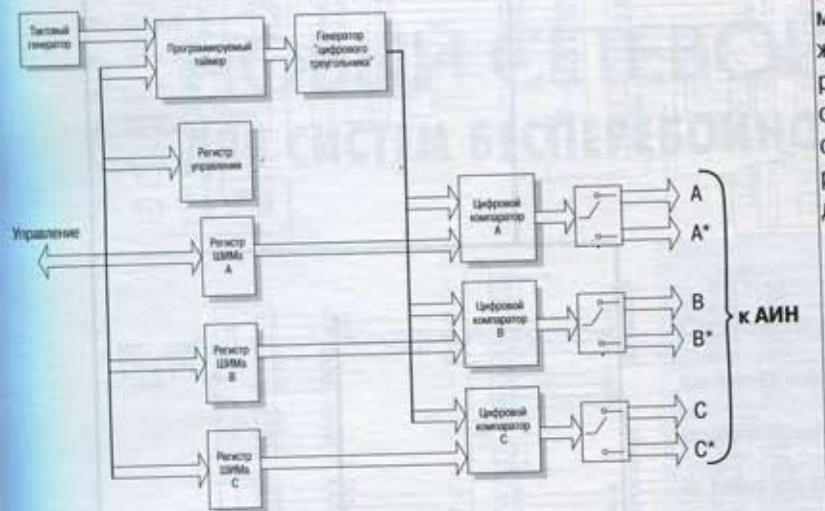 Тактовый
генератор
Программируемый
таймер
Генератор
"цифрового
треугольника"
Регистр
управления
Управление
Регистр
ШИМа
А
Регистр
ШИМа
В
Регистр
ШИМа
С
Цифровой
компаратор
А
Цифровой
компаратор
В
Цифровой
компаратор
С
А
А*
В
В*
С
С*
к АИН